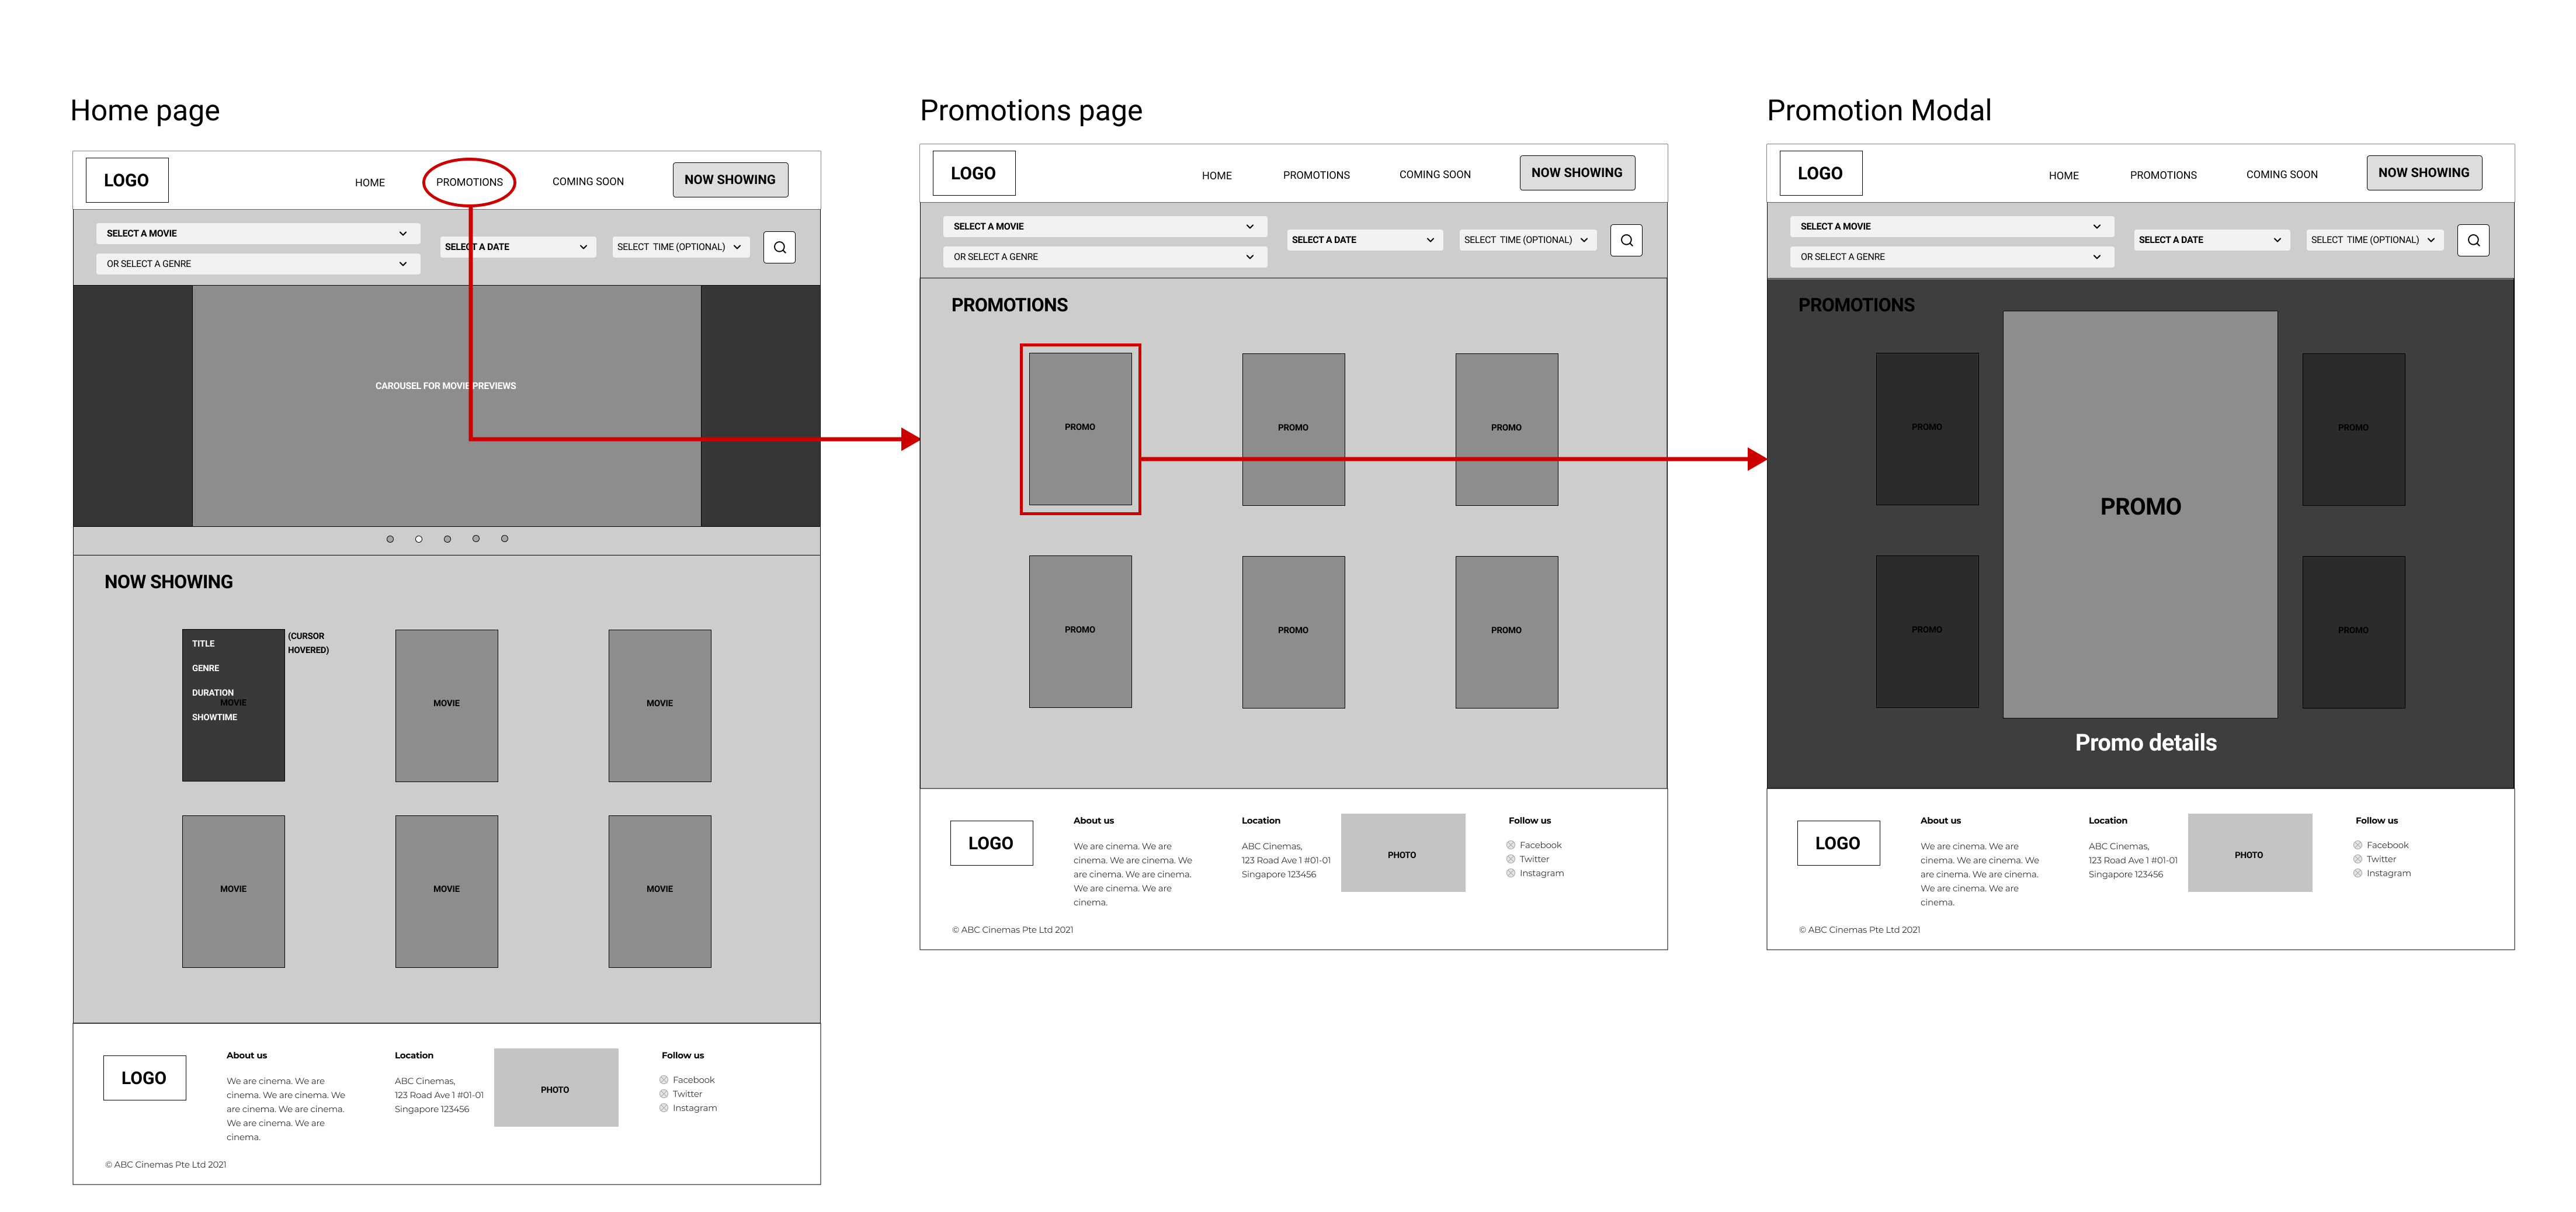 Home page
LOGO
HOME
PROMOTIONS
COMING SOON
NOW SHOWING
SELECT A MOVIE
OR SELECT A GENRE
SELECT A DATE
SELECT TIME (OPTIONAL)
CAROUSEL FOR MOVIE PREVIEWS
NOW SHOWING
TITLE
GENRE
DURATION
MOVIE
SHOWTIME
(CURSOR
HOVERED)
MOVIE
MOVIE
MOVIE
MOVIE
MOVIE
LOGO
About us
We are cinema. We are
cinema. We are cinema. We
are cinema. We are cinema.
We are cinema. We are
cinema.
Location
ABC Cinemas,
123 Road Ave 1 #01-01
Singapore 123456
PHOTO
Follow us
Facebook
Twitter
Instagram
© ABC Cinemas Pte Ltd 2021
Promotions page
LOGO
HOME
PROMOTIONS
COMING SOON
NOW SHOWING
SELECT A MOVIE
OR SELECT A GENRE
SELECT A DATE
SELECT TIME (OPTIONAL)
PROMOTIONS
PROMO
PROMO
PROMO
PROMO
PROMO
PROMO
LOGO
About us
We are cinema. We are
cinema. We are cinema. We
are cinema. We are cinema.
We are cinema. We are
cinema.
Location
ABC Cinemas,
123 Road Ave 1 #01-01
Singapore 123456
PHOTO
Follow us
Facebook
Twitter
Instagram
© ABC Cinemas Pte Ltd 2021
Promotion Modal
LOGO
HOME
PROMOTIONS
COMING SOON
NOW SHOWING
SELECT A MOVIE
OR SELECT A GENRE
SELECT A DATE
SELECT TIME (OPTIONAL)
PROMOTIONS
PROMO
PROMO
PROMO
PROMO
PROMO
Promo details
LOGO
About us
We are cinema. We are
cinema. We are cinema. We
are cinema. We are cinema.
We are cinema. We are
cinema.
Location
ABC Cinemas,
123 Road Ave 1 #01-01
Singapore 123456
PHOTO
Follow us
Facebook
Twitter
Instagram
© ABC Cinemas Pte Ltd 2021